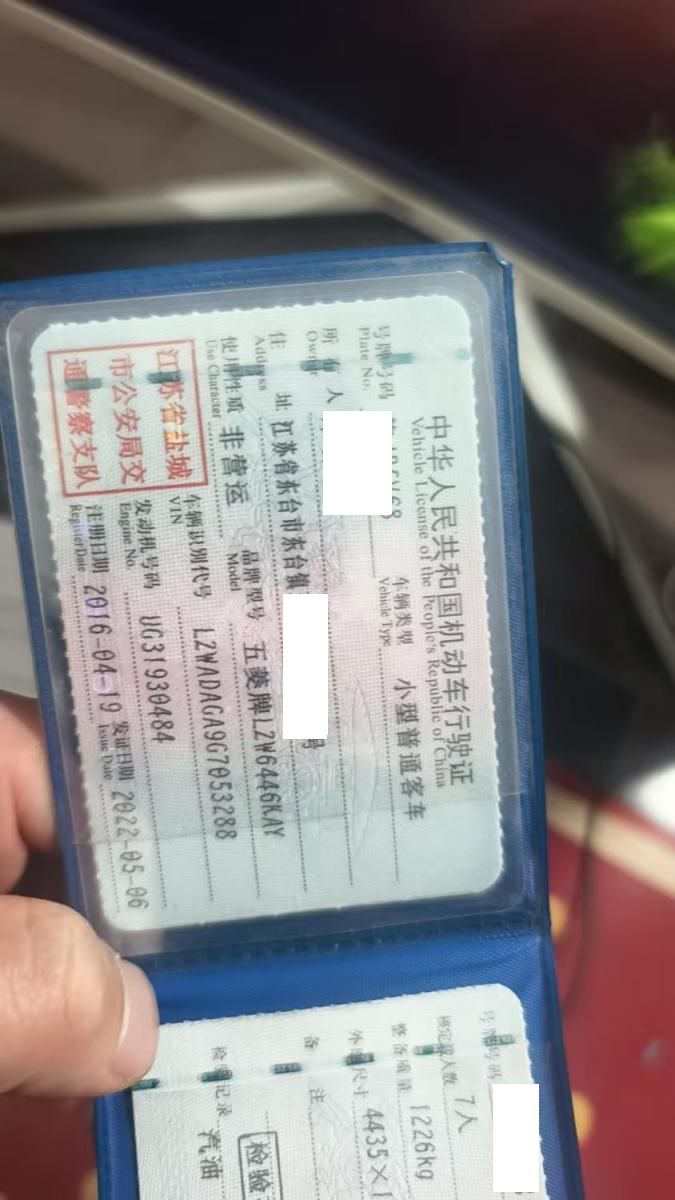 中华人民共和国机动车行驶证
Vehicle License of the People's Republic of China
号牌号码
Plate No.
车辆类型 小型普通客车
Vehicle Type
所有人
Owner
住址 江苏省东台市东台镇
Address
号
使用性质 非营运
Use Character
品牌型号 五菱牌LZW6446KAY
Model
车辆识别代号 LZWADAGA9G7053288
VIN
发动机号码 UG31930484
Engine No.
注册日期 2016-04-19 发证日期 2022-05-06
Register Date Issue Date
江苏省盐城
市公安局交
通警察支队
号牌号码
核定载人数 7人
整备质量 1226kg
外廓尺寸 4435×1
备注
检验
检验记录 汽油